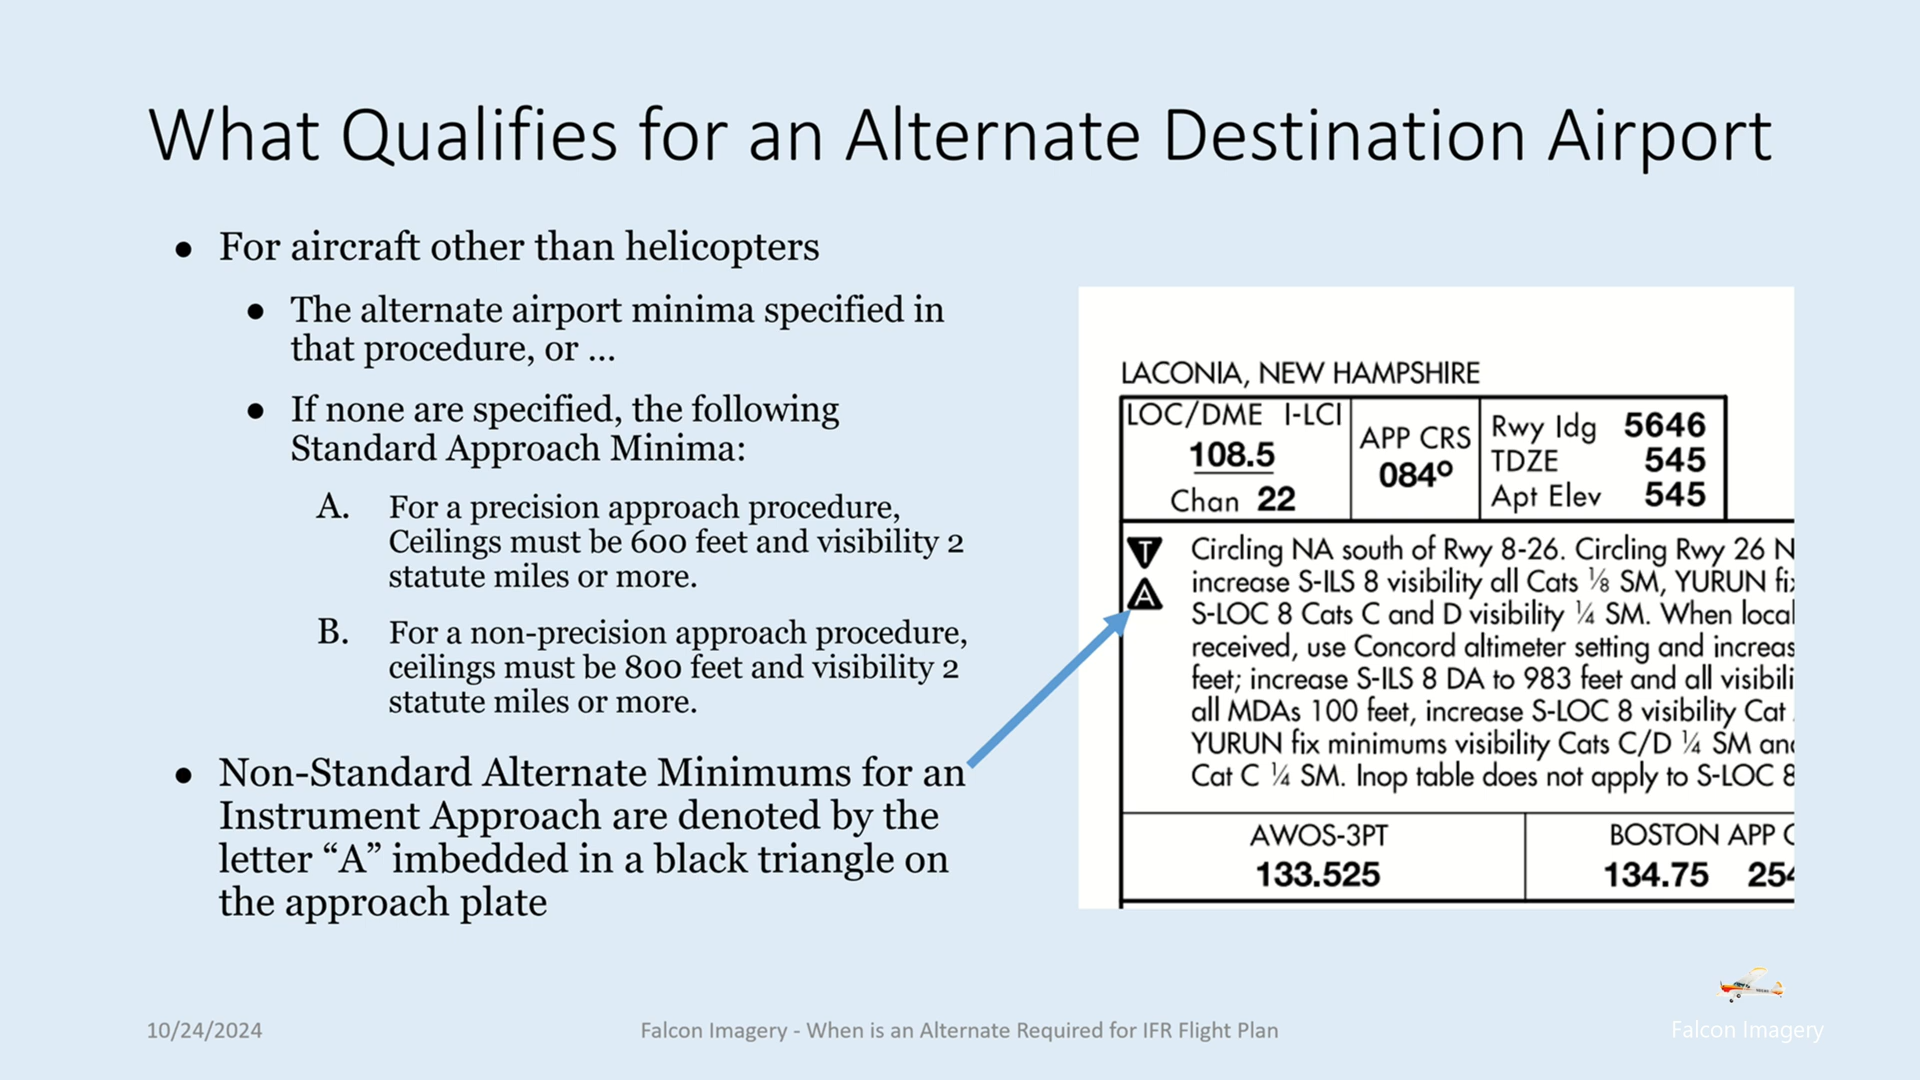 What Qualifies for an Alternate Destination Airport
● For aircraft other than helicopters
● The alternate airport minima specified in
that procedure, or ...
● If none are specified, the following
Standard Approach Minima:
A. For a precision approach procedure,
Ceilings must be 600 feet and visibility 2
statute miles or more.
B. For a non-precision approach procedure,
ceilings must be 800 feet and visibility 2
statute miles or more.
● Non-Standard Alternate Minimums for an
Instrument Approach are denoted by the
letter “A” imbedded in a black triangle on
the approach plate
LACONIA, NEW HAMPSHIRE
LOC/DME I-LCI
108.5
Chan 22
APP CRS
084°
Rwy ldg 5646
TDZE 545
Apt Elev 545
T
A
Circling NA south of Rwy 8-26. Circling Rwy 26 N
increase S-ILS 8 visibility all Cats ⅛ SM, YURUN
S-LOC 8 Cats C and D visibility ¼ SM. When local
received, use Concord altimeter setting and increas
feet; increase S-ILS 8 DA to 983 feet and all visibili
all MDAs 100 feet, increase S-LOC 8 visibility Cat
YURUN fix minimums visibility Cats C/D ¼ SM an
Cat C ¼ SM. Inop table does not apply to S-LOC 8
AWOS-3PT
133.525
BOSTON APP
134.75 25
10/24/2024
Falcon Imagery - When is an Alternate Required for IFR Flight Plan
Falcon Imagery